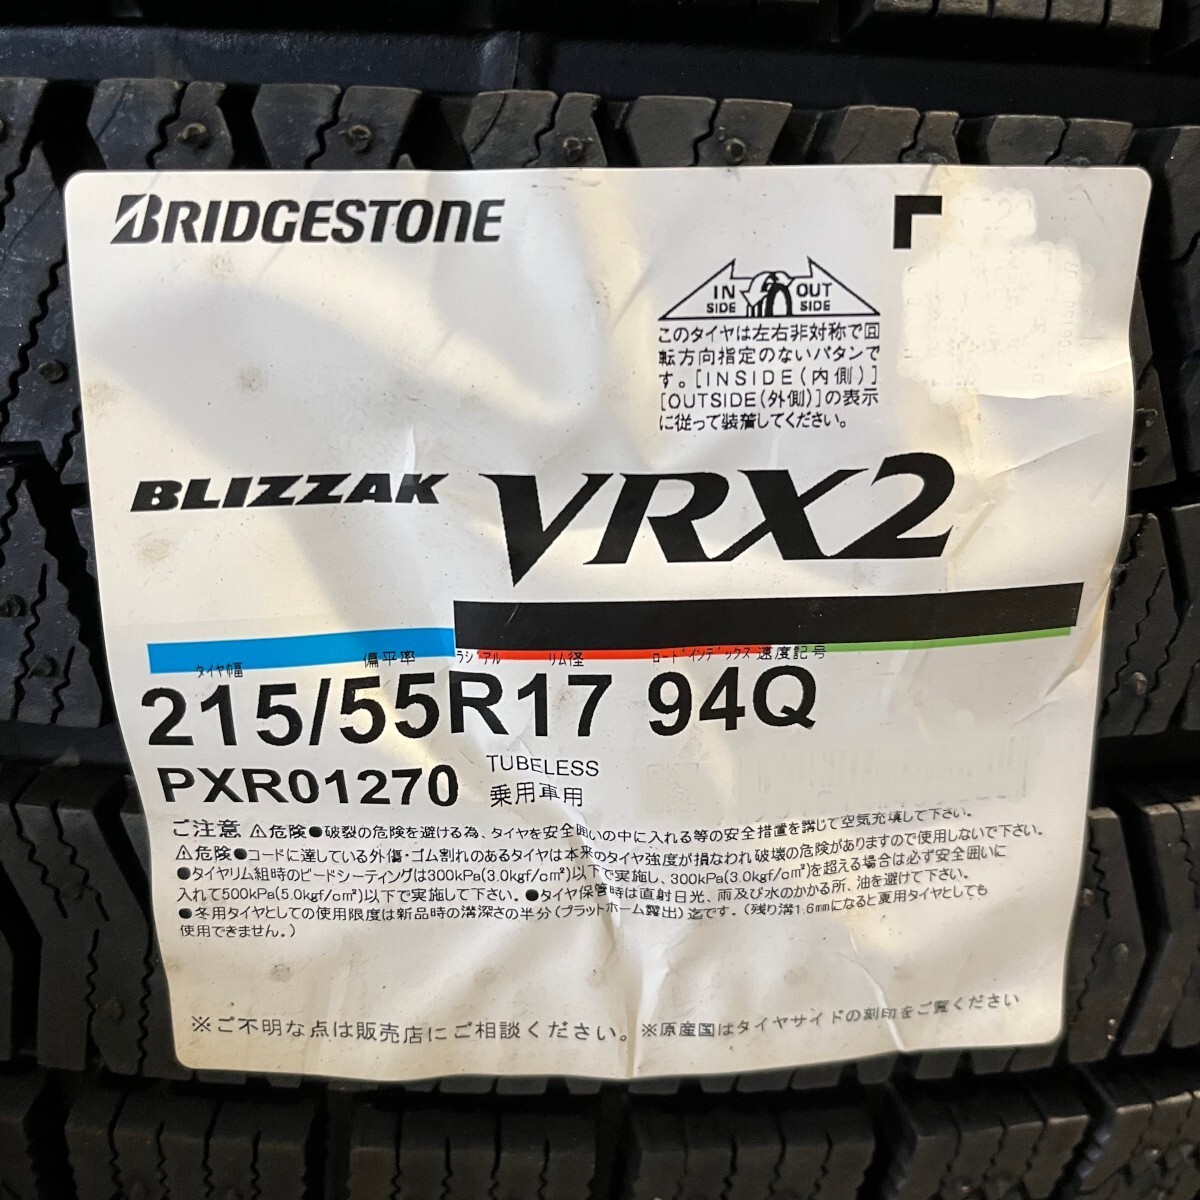 BRIDGESTONE
IN SIDE OUT SIDE
このタイヤは左右非対称で回
転方向指定のないパタンで
す。[INSIDE(内側)]
[OUTSIDE(外側)]の表示
に従って装着してください。
BLIZZAK VRX2
タイヤ幅 偏平率 ラジアル リム径 ロードインデックス 速度記号
215/55R17 94Q
PXR01270 TUBELESS
乗用車用
ご注意 ⚠危険●破裂の危険を避ける為、タイヤを安全囲いの中に入れる等の安全措置を講じて空気充填して下さい。
⚠危険●コードに達している外傷・ゴム割れのあるタイヤは本来のタイヤ強度が損なわれ破壊の危険がありますので使用しないで下さい。
●タイヤリム組時のビードシーティングは300kPa(3.0kgf/cm²)以下で実施し、300kPa(3.0kgf/cm²)を超える場合は必ず安全囲いに
入れて500kPa(5.0kgf/cm²)以下で実施して下さい。●タイヤ保管時は直射日光、雨及び水のかかる所、油を避けて下さい。
●冬用タイヤとしての使用限度は新品時の溝深さの半分(プラットホーム露出)迄です。(残り溝1.6mmになると夏用タイヤとしても
使用できません。)
※ご不明な点は販売店にご相談ください。※原産国はタイヤサイドの刻印をご覧ください